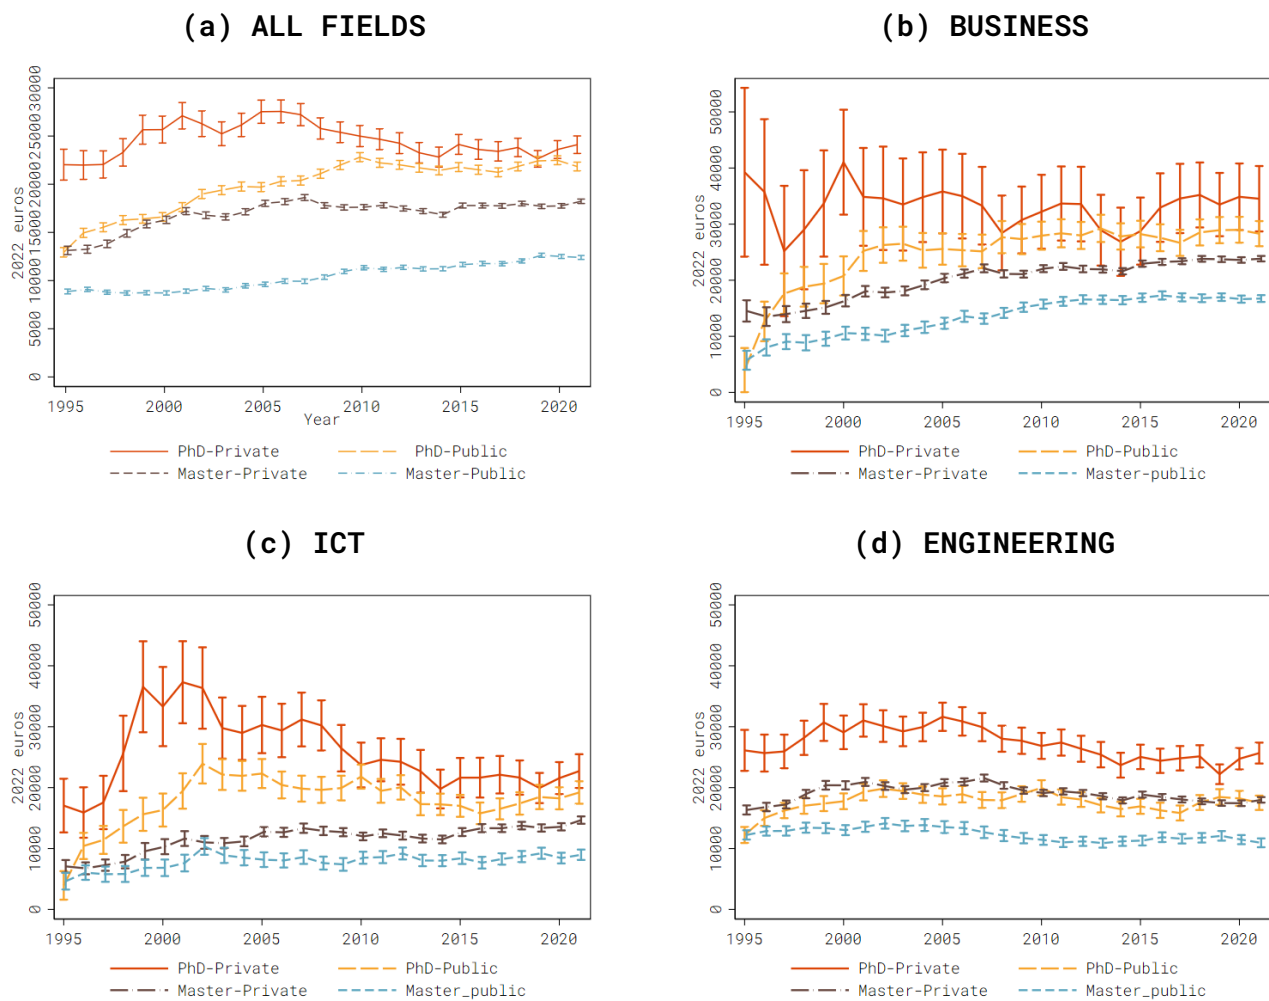 (a) ALL FIELDS
(b) BUSINESS
2022 euros
0 5000 10000 15000 20000 25000 30000
1995 2000 2005 2010 2015 2020
Year
PhD-Private PhD-Public
Master-Private Master-Public
2022 euros
0 10000 20000 30000 40000 50000
1995 2000 2005 2010 2015 2020
PhD-Private PhD-Public
Master-Private Master-public
(c) ICT
(d) ENGINEERING
2022 euros
0 10000 20000 30000 40000 50000
1995 2000 2005 2010 2015 2020
PhD-Private PhD-Public
Master-Private Master_public
2022 euros
0 10000 20000 30000 40000 50000
1995 2000 2005 2010 2015 2020
PhD-Private PhD-Public
Master-Private Master_public